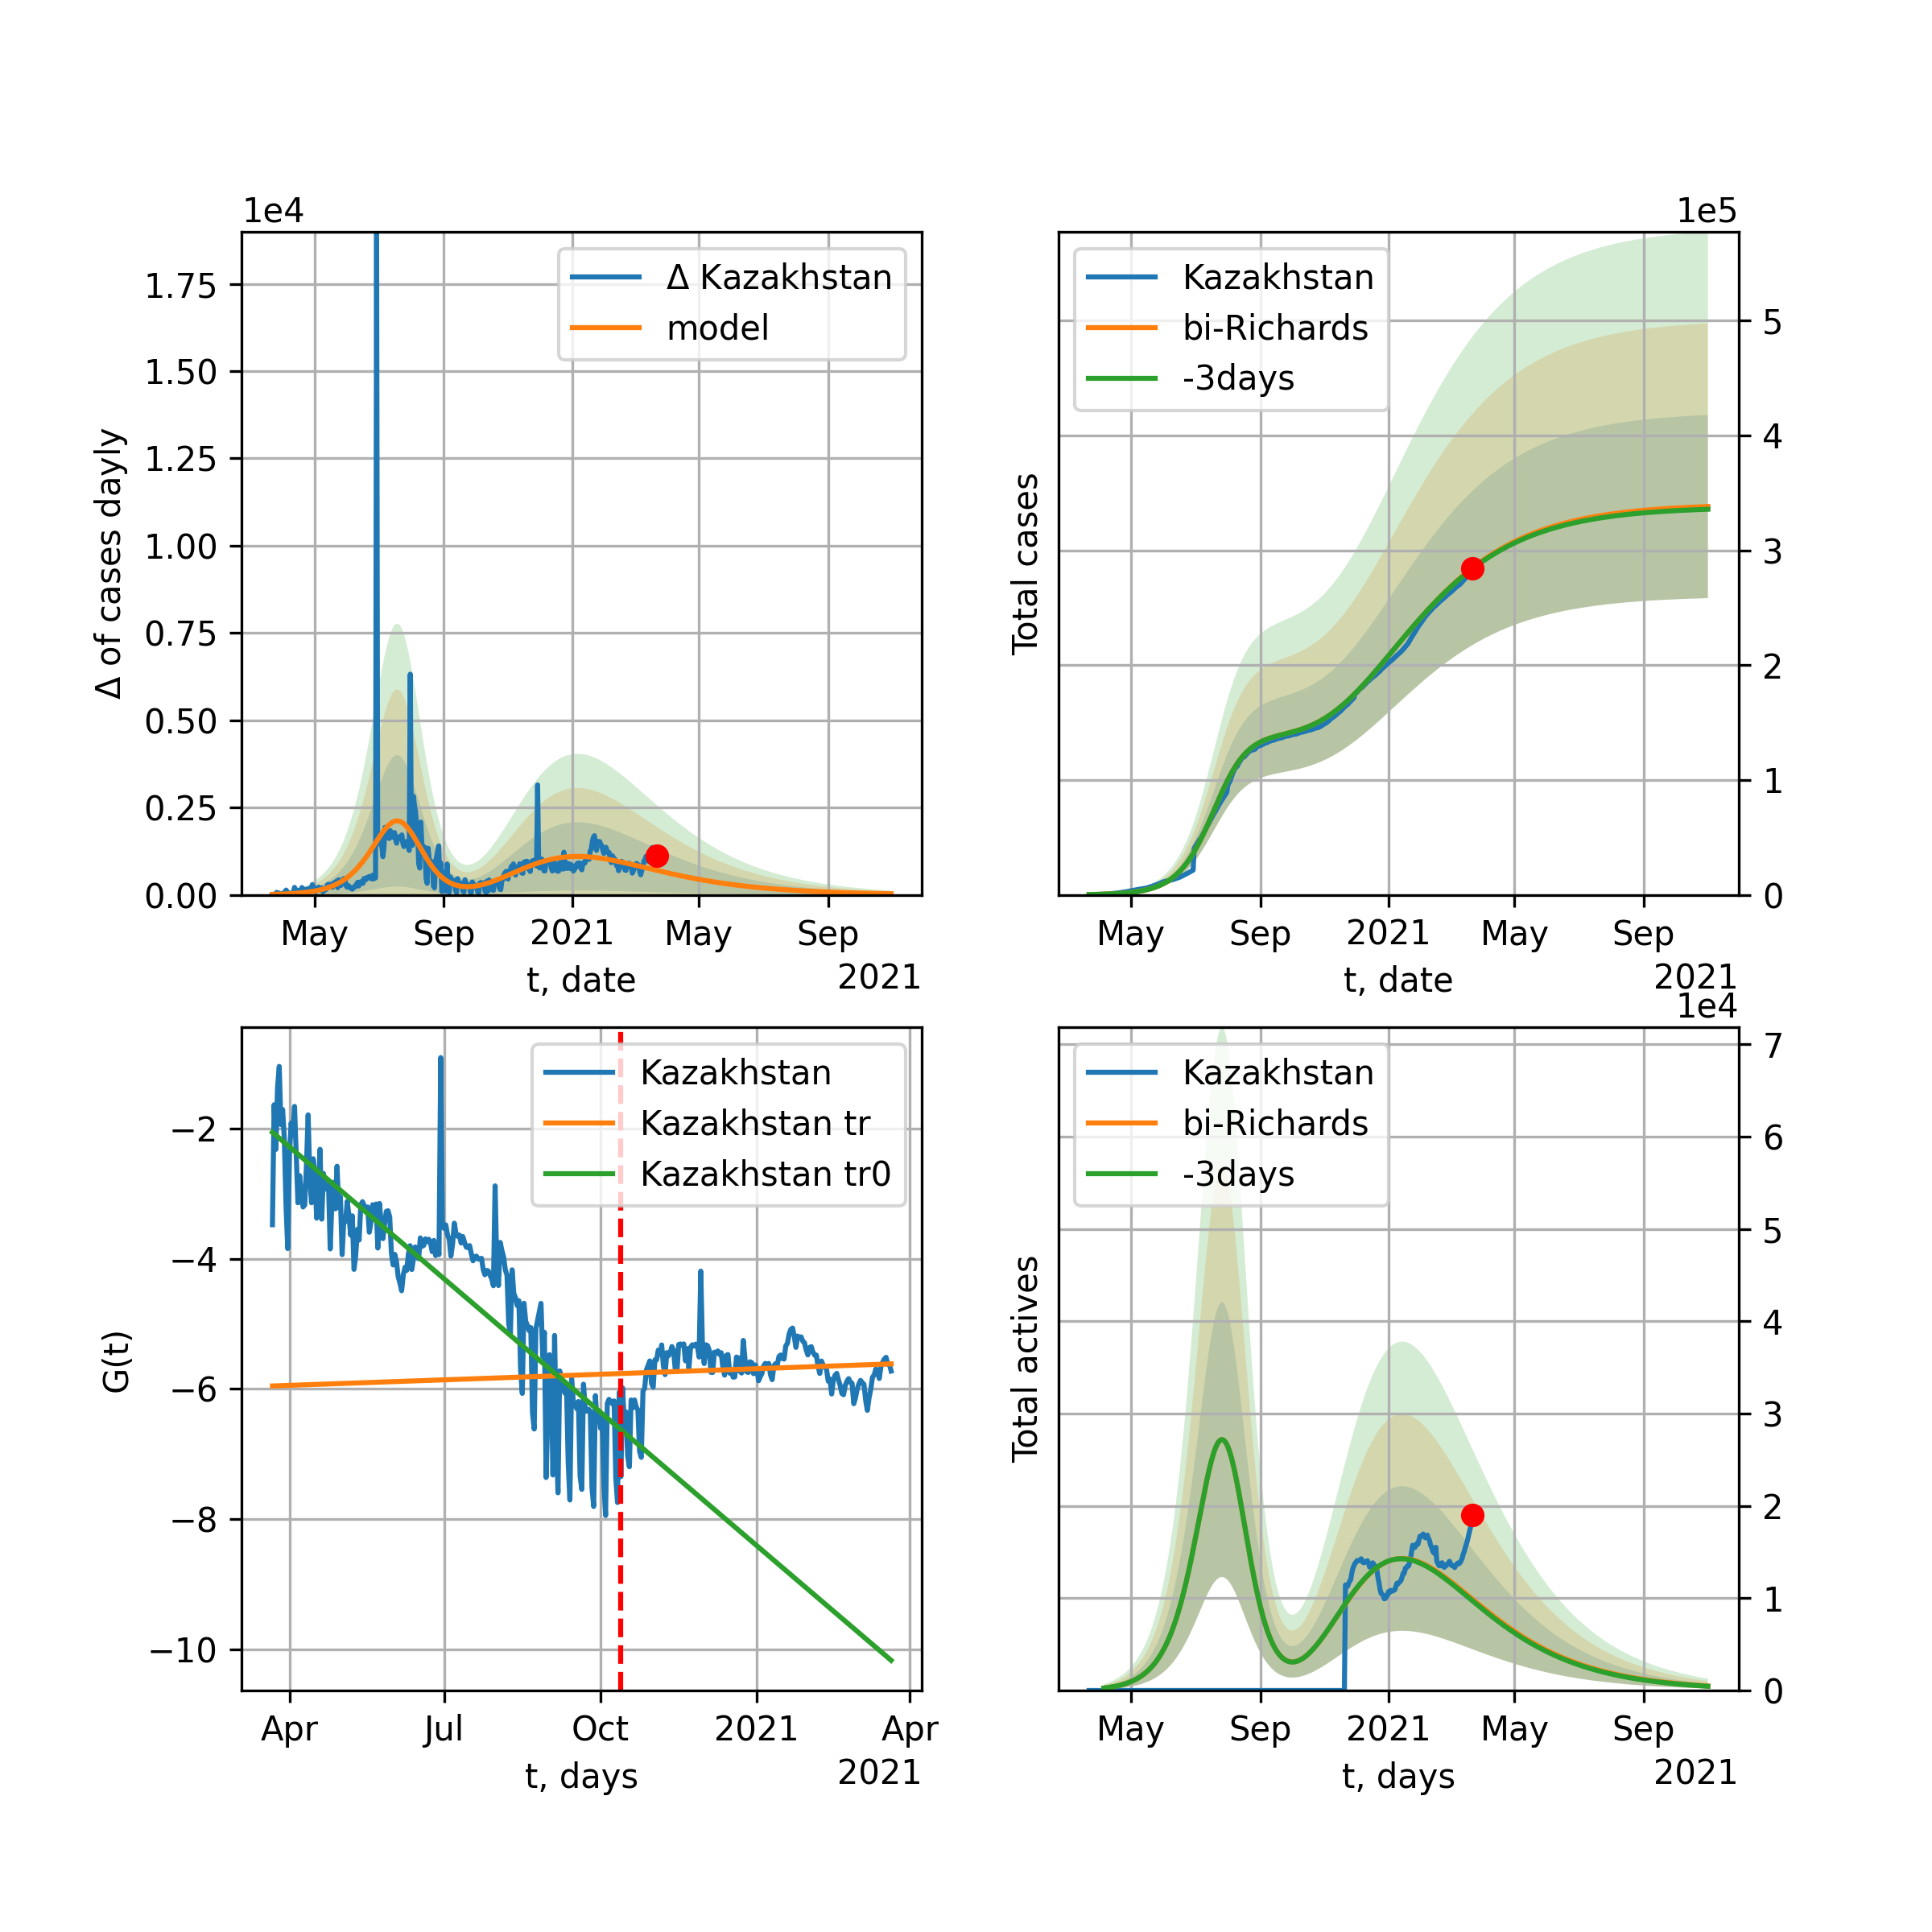 1e4
Δ of cases dayly
1.75
1.50
1.25
1.00
0.75
0.50
0.25
0.00
Δ Kazakhstan
model
May Sep 2021 May Sep
t, date
2021
1e5
Total cases
Kazakhstan
bi-Richards
-3days
5
4
3
2
1
0
May Sep 2021 May Sep
t, date
2021
G(t)
−2
−4
−6
−8
−10
Kazakhstan
Kazakhstan tr
Kazakhstan tr0
Apr Jul Oct 2021 Apr
t, days
2021
1e4
Total actives
Kazakhstan
bi-Richards
-3days
7
6
5
4
3
2
1
0
May Sep 2021 May Sep
t, days
2021